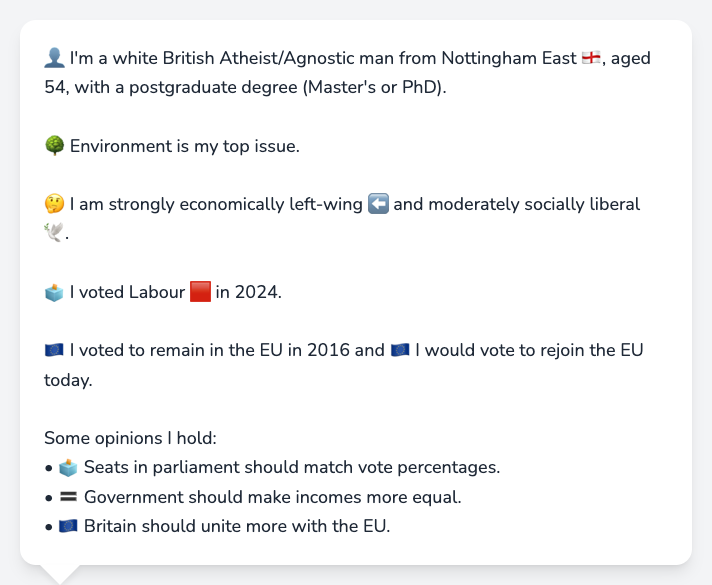 👤 I'm a white British Atheist/Agnostic man from Nottingham East 🏴󠁧󠁢󠁥󠁮󠁧󠁿, aged
54, with a postgraduate degree (Master's or PhD).
🌳 Environment is my top issue.
🤔 I am strongly economically left-wing ⬅️ and moderately socially liberal
🕊️.
🗳️ I voted Labour 🟥 in 2024.
🇪🇺 I voted to remain in the EU in 2016 and 🇪🇺 I would vote to rejoin the EU
today.
Some opinions I hold:
• 🗳️ Seats in parliament should match vote percentages.
• 🟰 Government should make incomes more equal.
• 🇪🇺 Britain should unite more with the EU.